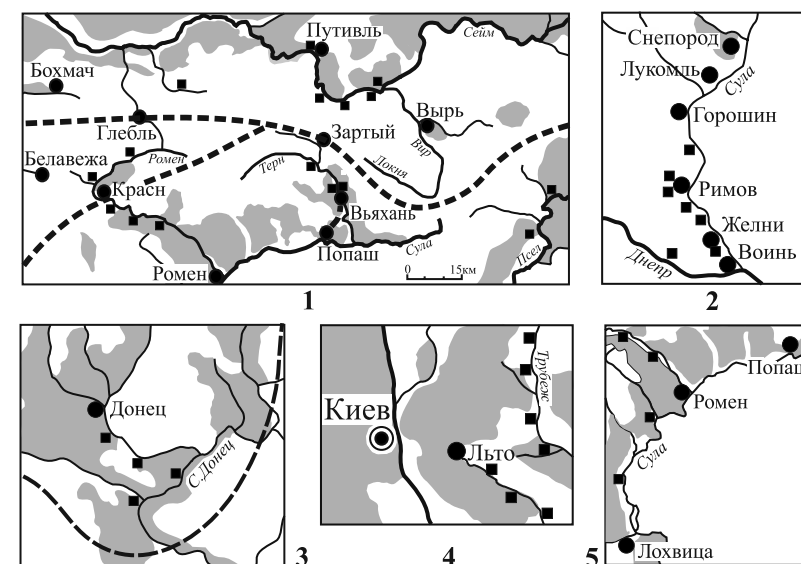 Путивль
Сейм
Бохмач
Вырь
Глебль
Зартый
Вир
Локня
Белавежа
Ромен
Терн
Красн
Вьяхань
Сула
Попаш
Псел
Ромен
0 15км
1
Снепород
Лукомль
Сула
Горошин
Римов
Желни
Воинь
Днепр
2
Донец
С.Донец
3
Трубеж
Киев
Льто
4
Попаш
Ромен
Сула
Лохвица
5